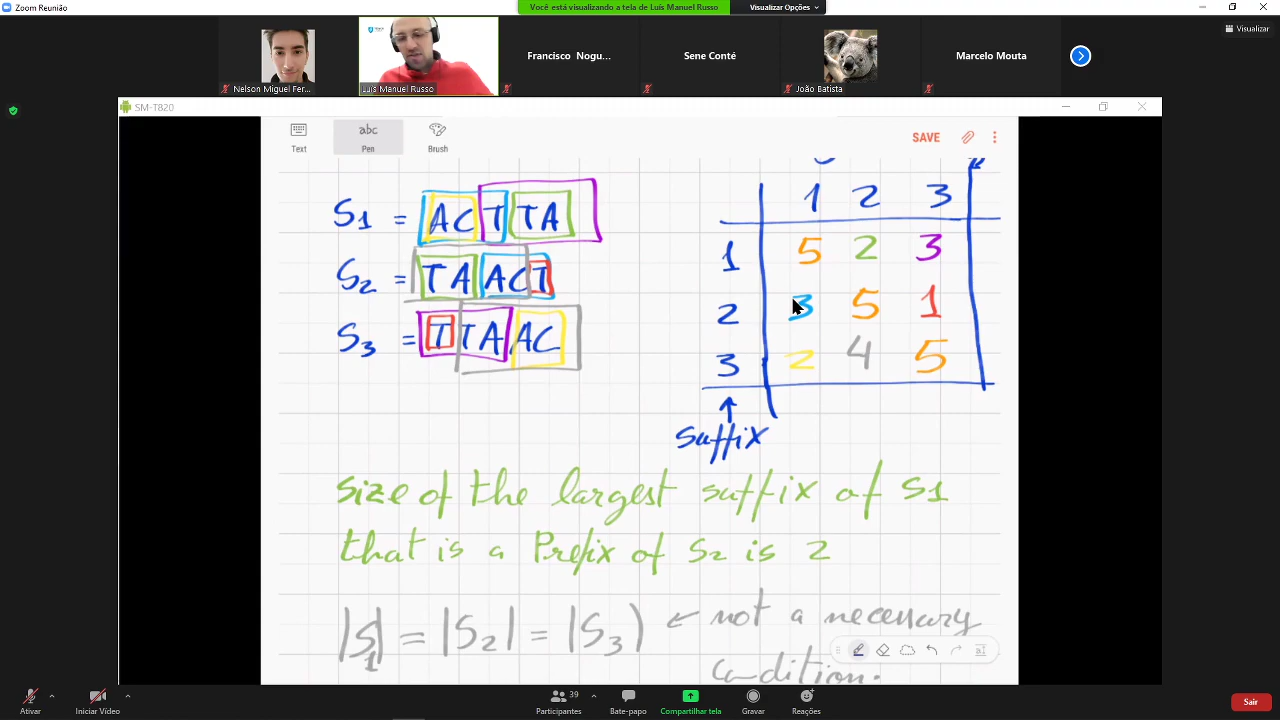 Zoom Reunião
Você está visualizando a tela de Luís Manuel Russo
Visualizar Opções
Visualizar
Nelson Miguel Fer...
Luís Manuel Russo
Francisco Nogu...
Sene Conté
João Batista
Marcelo Mouta
SM-T820
Text
abc
Pen
Brush
SAVE
1 2 3
S1 = ACTTA
1 5 2 3
S2 = TAACT
2 3 5 1
S3 = TTAAC
3 2 4 5
Suffix
Size of the largest suffix of S1
that is a Prefix of S2 is 2
|S1| = |S2| = |S3| ← not a necessary
condition.
Ativar
Iniciar Vídeo
39
Participantes
Bate-papo
Compartilhar tela
Gravar
Reações
Sair